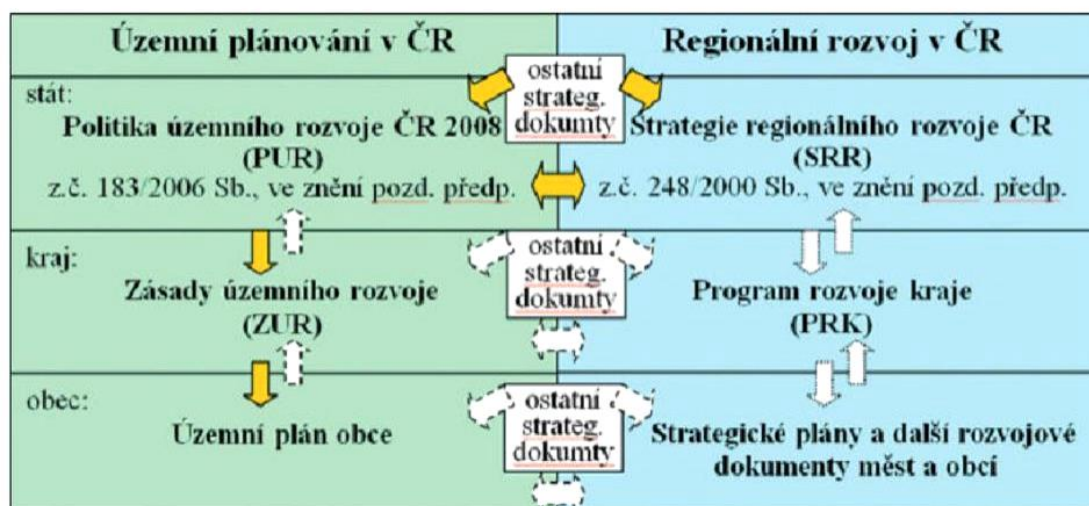 Územní plánování v ČR
Regionální rozvoj v ČR
ostatní
strateg.
dokumty
stát:
Politika územního rozvoje ČR 2008
(PUR)
z.č. 183/2006 Sb., ve znění pozd. předp.
Strategie regionálního rozvoje ČR
(SRR)
z.č. 248/2000 Sb., ve znění pozd. předp.
kraj:
Zásady územního rozvoje
(ZUR)
ostatní
strateg.
dokumty
Program rozvoje kraje
(PRK)
obec:
Územní plán obce
ostatní
strateg.
dokumty
Strategické plány a další rozvojové
dokumenty měst a obcí